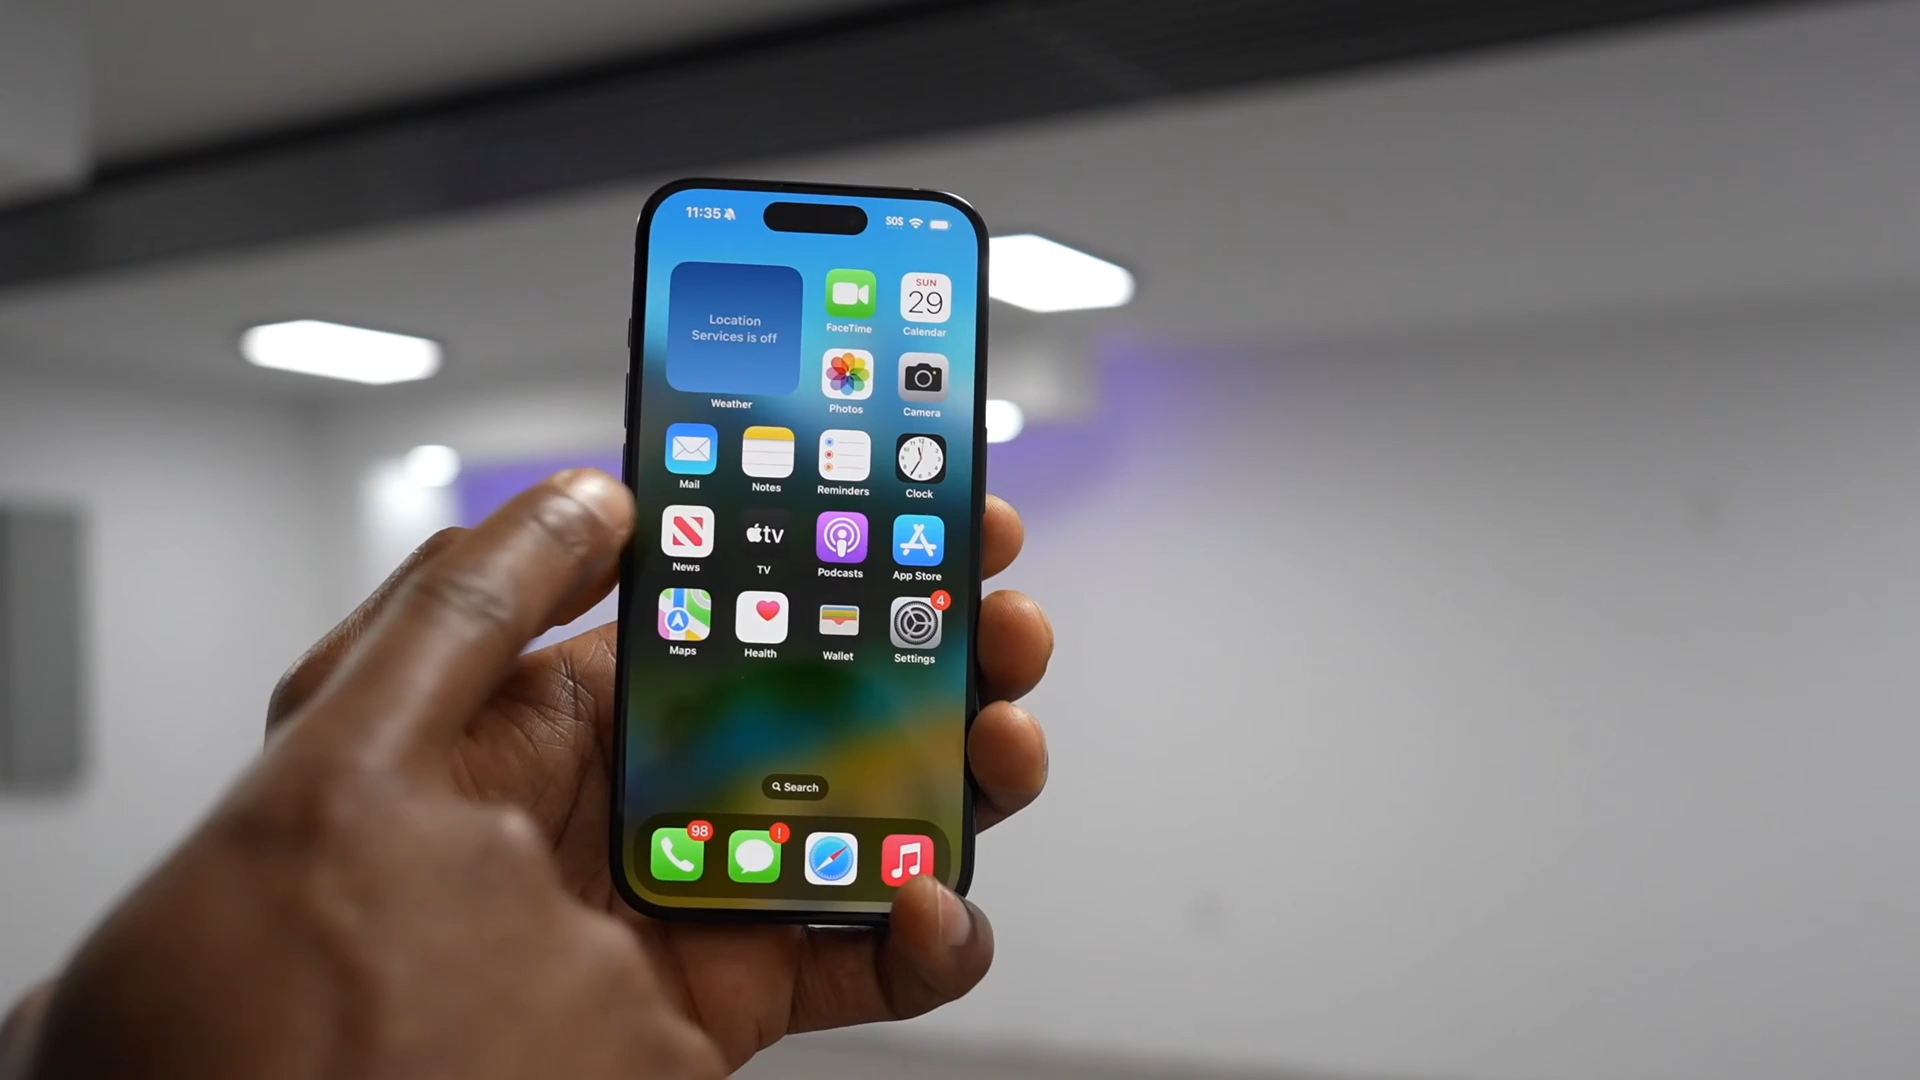 11:35
SOS
Location
Services is off
Weather
FaceTime
SUN
29
Calendar
Photos
Camera
Mail
Notes
Reminders
Clock
News
tv
TV
Podcasts
App Store
Maps
Health
Wallet
4
Settings
Search
98
!